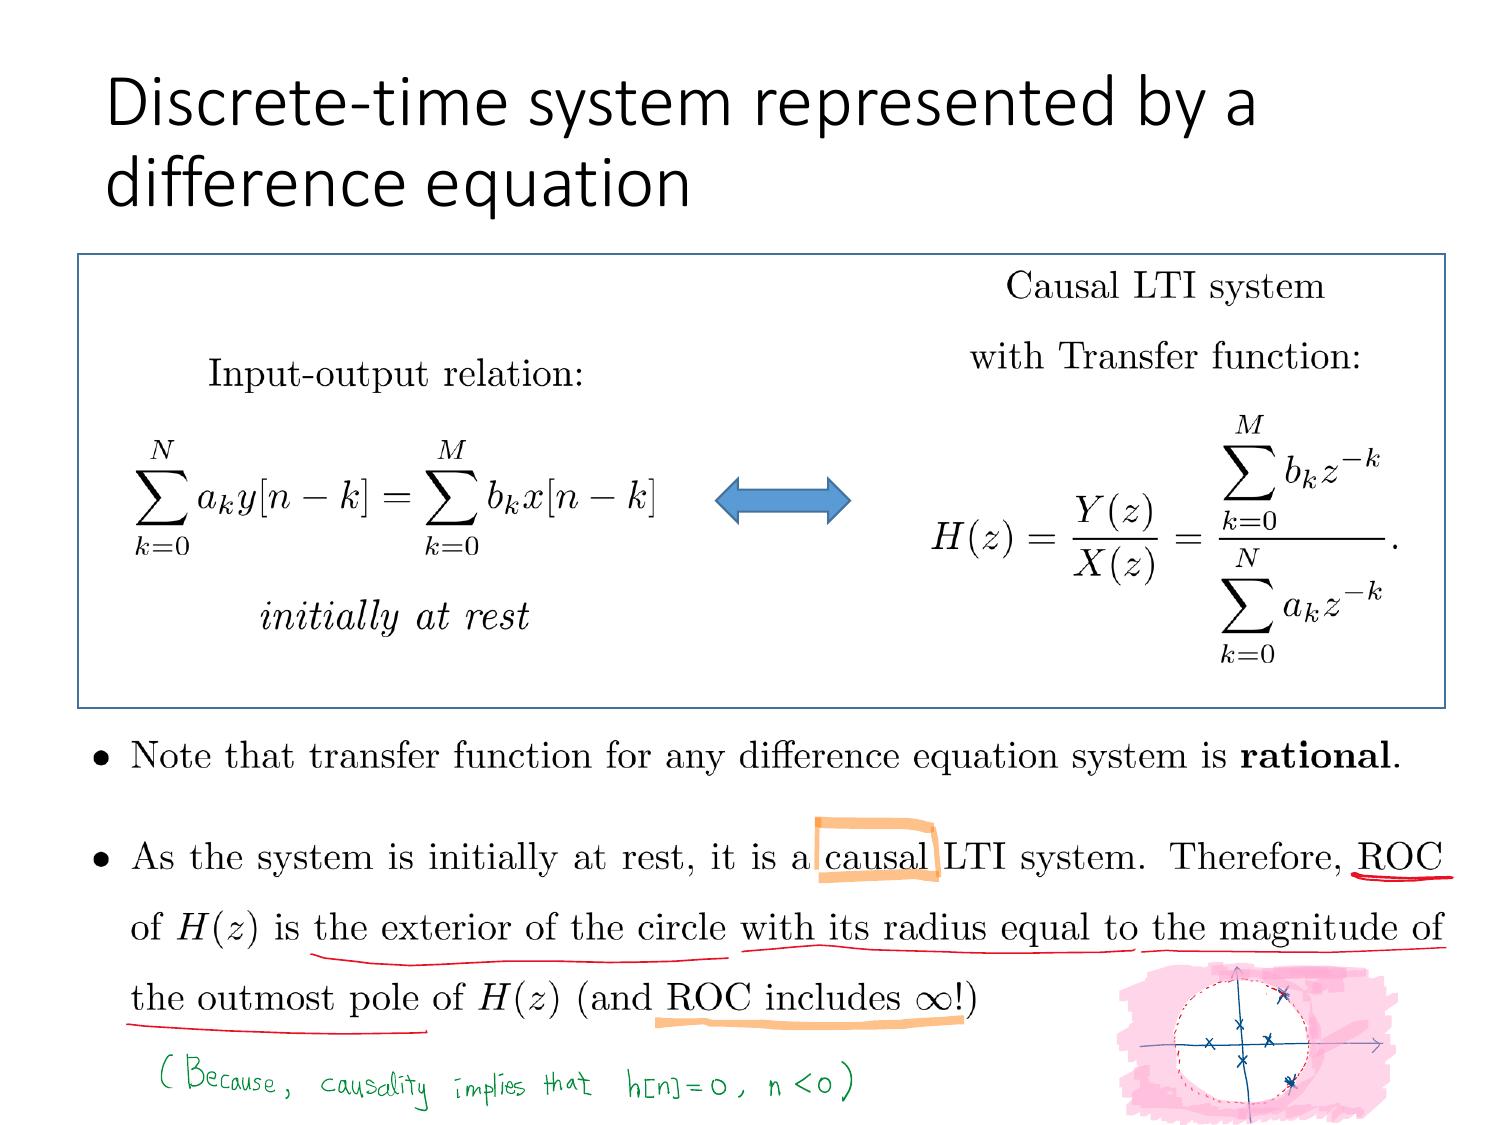 Discrete-time system represented by a
difference equation
Causal LTI system
with Transfer function:
Input-output relation:
$\sum_{k=0}^{N} a_k y[n-k] = \sum_{k=0}^{M} b_k x[n-k]$
$H(z) = \frac{Y(z)}{X(z)} = \frac{\sum_{k=0}^{M} b_k z^{-k}}{\sum_{k=0}^{N} a_k z^{-k}}.$
initially at rest
• Note that transfer function for any difference equation system is rational.
• As the system is initially at rest, it is a causal LTI system. Therefore, ROC
of H(z) is the exterior of the circle with its radius equal to the magnitude of
the outmost pole of H(z) (and ROC includes ∞!)
(Because, causality implies that h[n]=0, n<0)